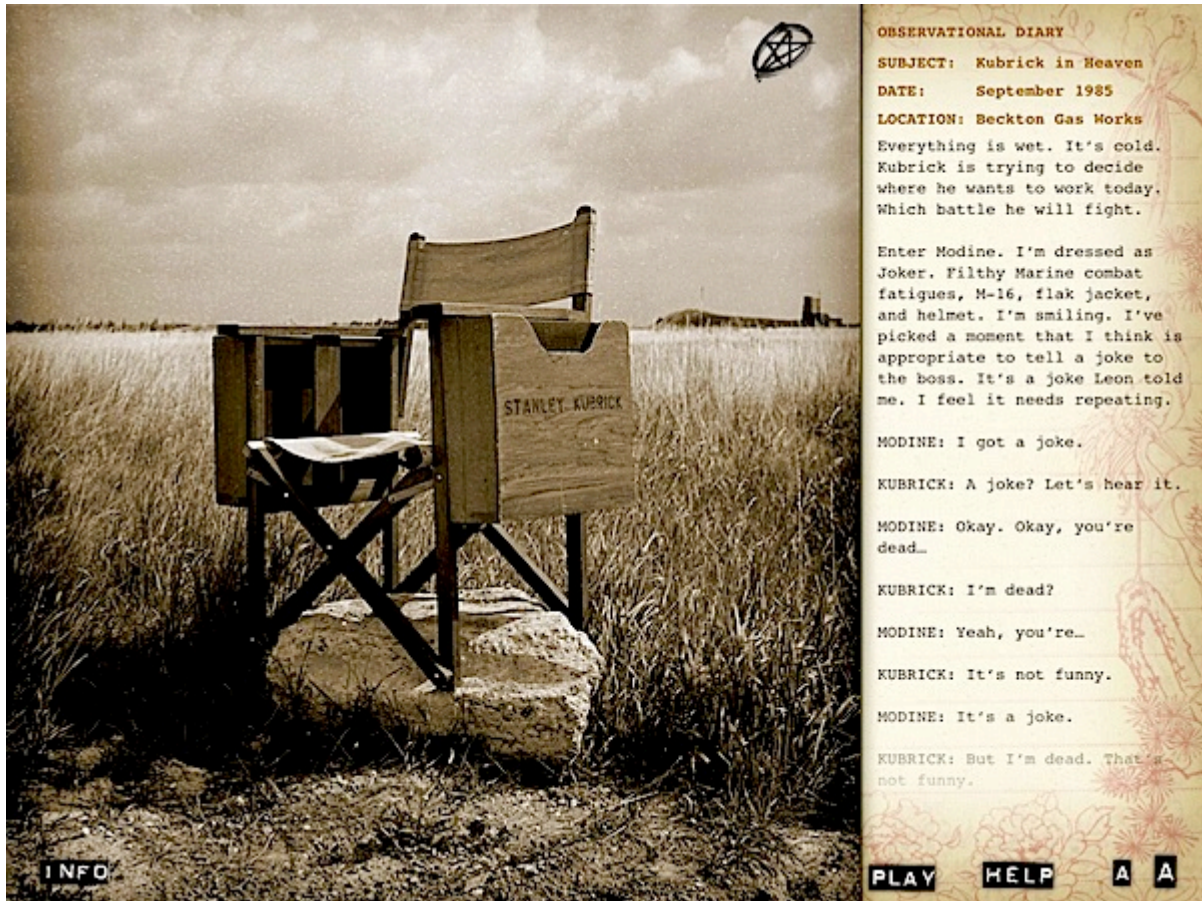 STANLEY KUBRICK
INFO
OBSERVATIONAL DIARY
SUBJECT: Kubrick in Heaven
DATE: September 1985
LOCATION: Beckton Gas Works
Everything is wet. It's cold.
Kubrick is trying to decide
where he wants to work today.
Which battle he will fight.
Enter Modine. I'm dressed as
Joker. Filthy Marine combat
fatigues, M-16, flak jacket,
and helmet. I'm smiling. I've
picked a moment that I think is
appropriate to tell a joke to
the boss. It's a joke Leon told
me. I feel it needs repeating.
MODINE: I got a joke.
KUBRICK: A joke? Let's hear it.
MODINE: Okay. Okay, you're
dead…
KUBRICK: I'm dead?
MODINE: Yeah, you're…
KUBRICK: It's not funny.
MODINE: It's a joke.
KUBRICK: But I'm dead. That's
not funny.
PLAY HELP A A